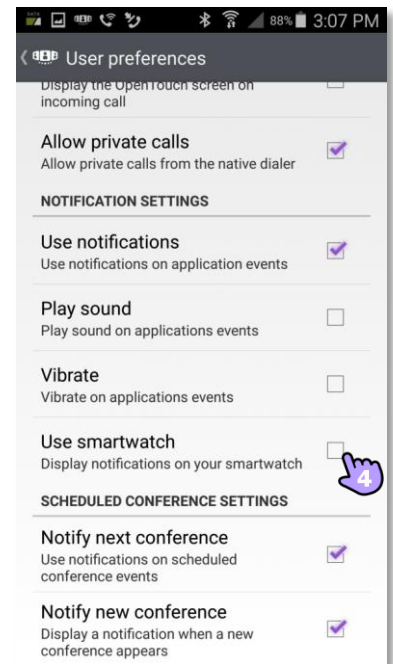 88% 3:07 PM
User preferences
Display the OpenTouch screen on
incoming call
Allow private calls
Allow private calls from the native dialer
NOTIFICATION SETTINGS
Use notifications
Use notifications on application events
Play sound
Play sound on applications events
Vibrate
Vibrate on applications events
Use smartwatch
Display notifications on your smartwatch
4
SCHEDULED CONFERENCE SETTINGS
Notify next conference
Use notifications on scheduled
conference events
Notify new conference
Display a notification when a new
conference appears